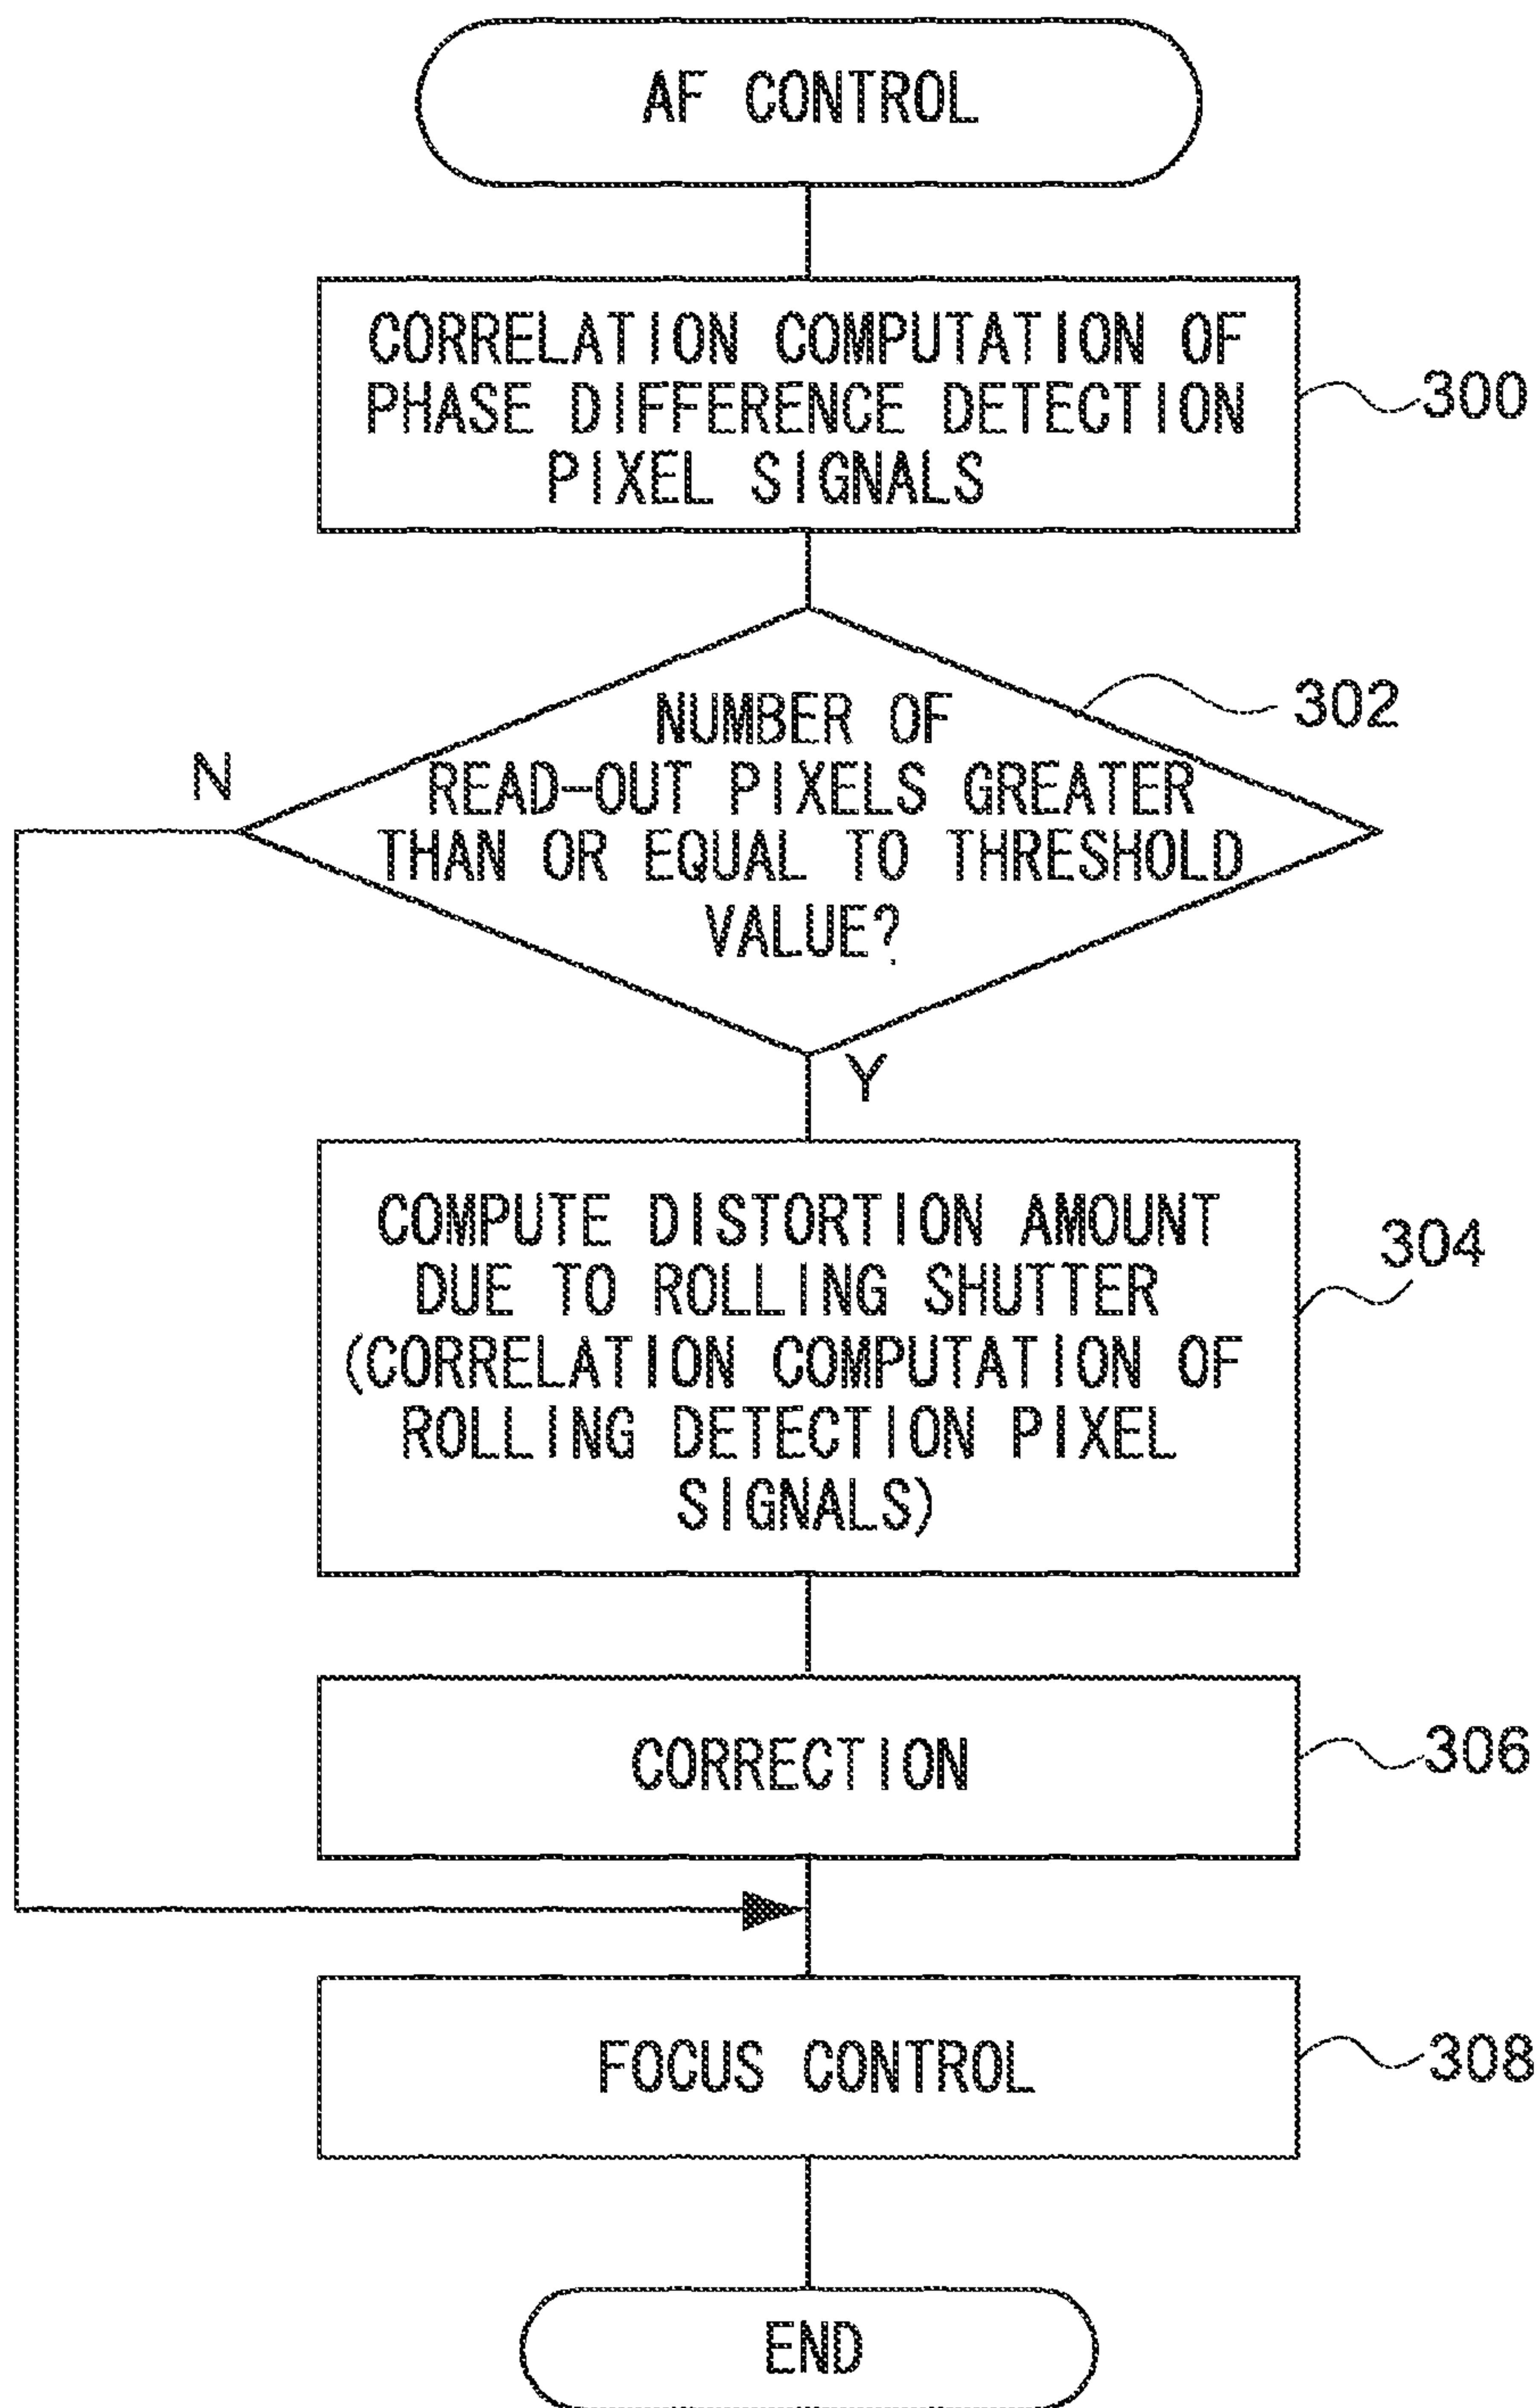 AF CONTROL
CORRELATION COMPUTATION OF
PHASE DIFFERENCE DETECTION
PIXEL SIGNALS
300
302
NUMBER OF
READ-OUT PIXELS GREATER
THAN OR EQUAL TO THRESHOLD
VALUE?
N
Y
COMPUTE DISTORTION AMOUNT
DUE TO ROLLING SHUTTER
(CORRELATION COMPUTATION OF
ROLLING DETECTION PIXEL
SIGNALS)
304
CORRECTION
306
FOCUS CONTROL
308
END